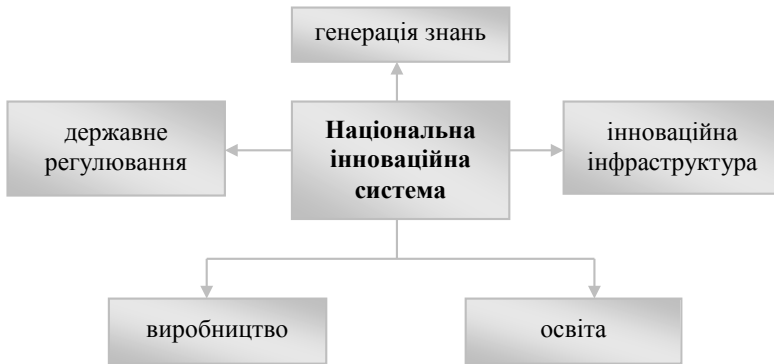 генерація знань
державне
регулювання
Національна
інноваційна
система
інноваційна
інфраструктура
виробництво
освіта